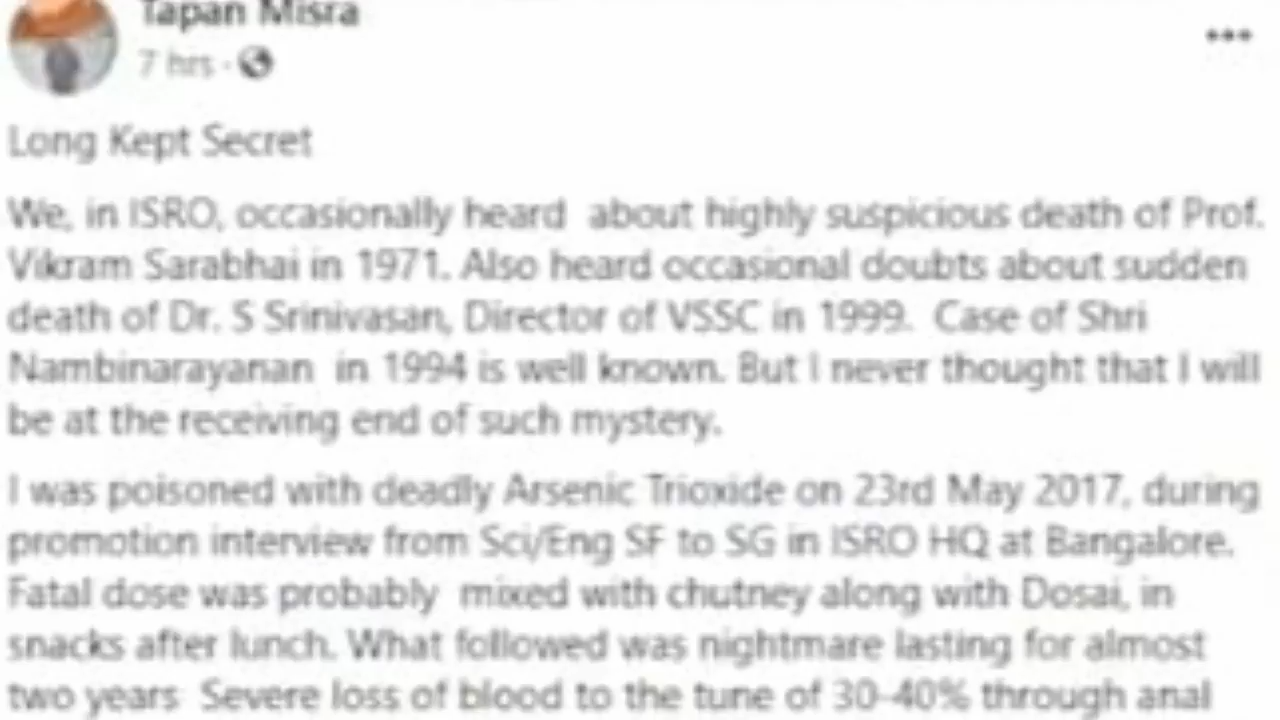 Tapan Misra
7 hrs ·
Long Kept Secret
We, in ISRO, occasionally heard about highly suspicious death of Prof.
Vikram Sarabhai in 1971. Also heard occasional doubts about sudden
death of Dr. S Srinivasan, Director of VSSC in 1999. Case of Shri
Nambinarayanan in 1994 is well known. But I never thought that I will
be at the receiving end of such mystery.
I was poisoned with deadly Arsenic Trioxide on 23rd May 2017, during
promotion interview from Sci/Eng SF to SG in ISRO HQ at Bangalore.
Fatal dose was probably mixed with chutney along with Dosai, in
snacks after lunch. What followed was nightmare lasting for almost
two years Severe loss of blood to the tune of 30-40% through anal